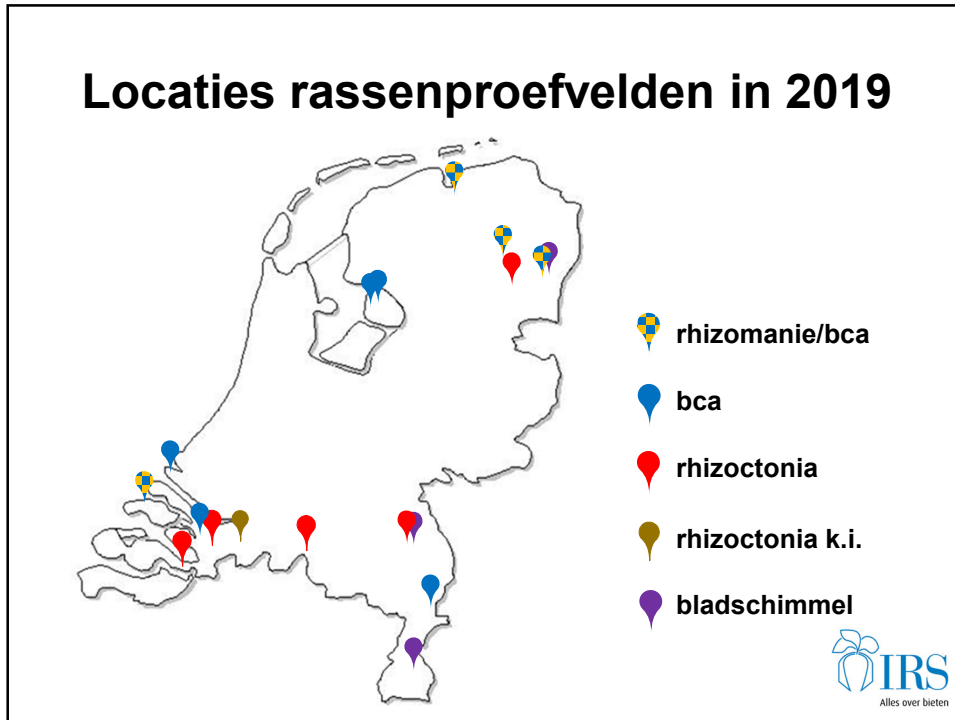 Locaties rassenproefvelden in 2019
rhizomanie/bca
bca
rhizoctonia
rhizoctonia k.i.
bladschimmel
IRS
Alles over bieten